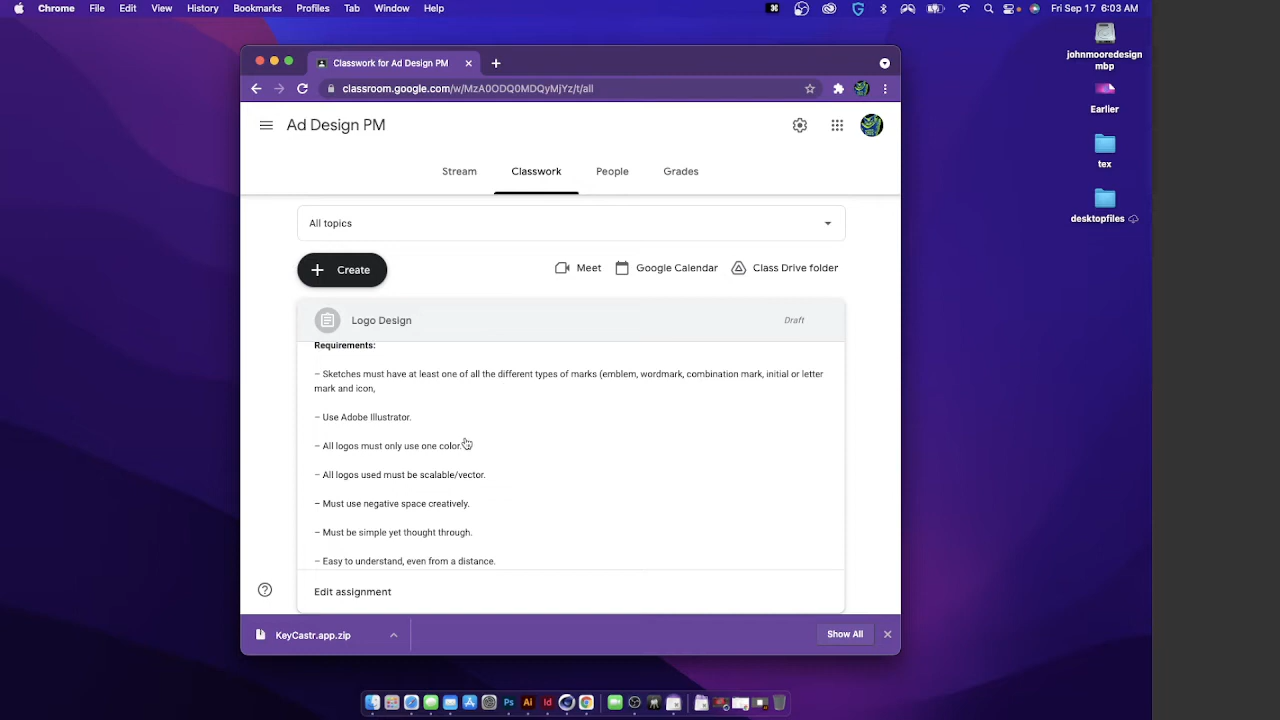 Chrome File Edit View History Bookmarks Profiles Tab Window Help Fri Sep 17 6:03 AM
johnmooredesign
mbp
Earlier
tex
desktopfiles
Classwork for Ad Design PM
classroom.google.com/w/MzA0ODQ0MDQyMjYz/t/all
Ad Design PM
Stream Classwork People Grades
All topics
Create Meet Google Calendar Class Drive folder
Logo Design Draft
Requirements:
– Sketches must have at least one of all the different types of marks (emblem, wordmark, combination mark, initial or letter
mark and icon,
– Use Adobe Illustrator.
– All logos must only use one color.
– All logos used must be scalable/vector.
– Must use negative space creatively.
– Must be simple yet thought through.
– Easy to understand, even from a distance.
Edit assignment
KeyCastr.app.zip Show All
Ps Ai Id